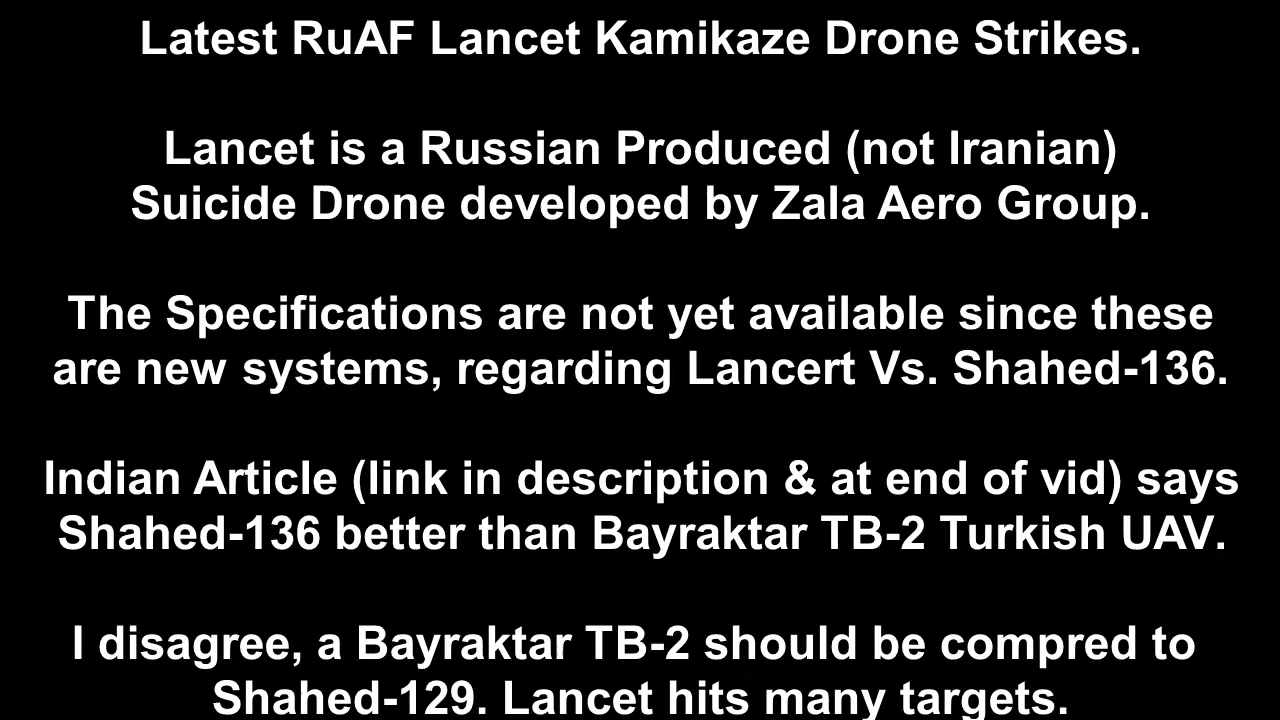 Latest RuAF Lancet Kamikaze Drone Strikes.
Lancet is a Russian Produced (not Iranian)
Suicide Drone developed by Zala Aero Group.
The Specifications are not yet available since these
are new systems, regarding Lancert Vs. Shahed-136.
Indian Article (link in description & at end of vid) says
Shahed-136 better than Bayraktar TB-2 Turkish UAV.
I disagree, a Bayraktar TB-2 should be compred to
Shahed-129. Lancet hits many targets.